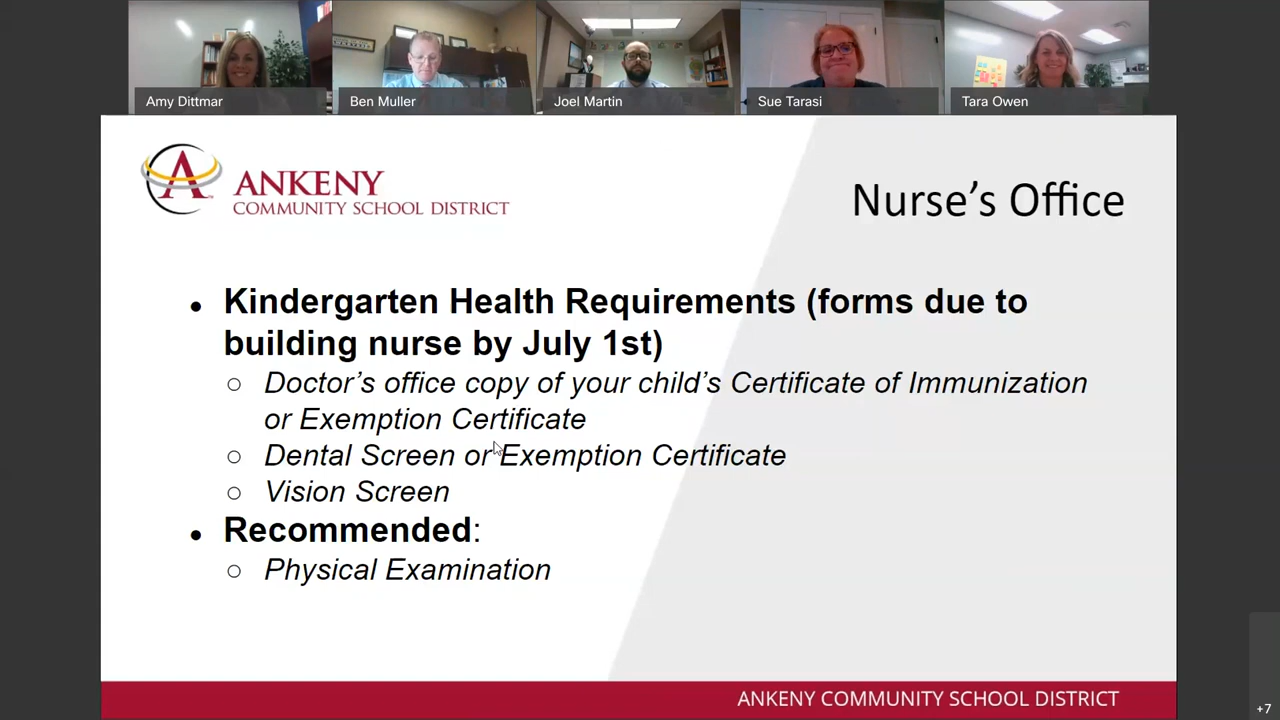 Amy Dittmar
Ben Muller
Joel Martin
Sue Tarasi
Tara Owen
A
ANKENY
COMMUNITY SCHOOL DISTRICT
Nurse's Office
● Kindergarten Health Requirements (forms due to
building nurse by July 1st)
○ Doctor's office copy of your child's Certificate of Immunization
or Exemption Certificate
○ Dental Screen or Exemption Certificate
○ Vision Screen
● Recommended:
○ Physical Examination
ANKENY COMMUNITY SCHOOL DISTRICT
+7